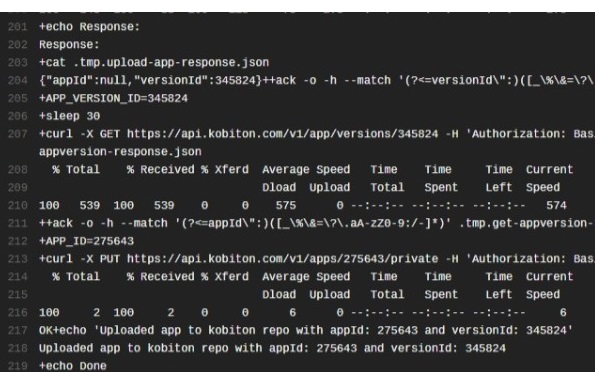 201 +echo Response:
202 Response:
203 +cat .tmp.upload-app-response.json
204 {"appId":null,"versionId":345824}++ack -o -h --match '(?<=versionId\":)([_\%\&=\?\
205 +APP_VERSION_ID=345824
206 +sleep 30
207 +curl -X GET https://api.kobiton.com/v1/app/versions/345824 -H 'Authorization: Bas
appversion-response.json
208 % Total % Received % Xferd Average Speed Time Time Time Current
209 Dload Upload Total Spent Left Speed
210 100 539 100 539 0 0 575 0 --:--:-- --:--:-- --:--:-- 574
211 ++ack -o -h --match '(?<=appId\":)([_\%\&=\?\.aA-zZ0-9:/-]*)' .tmp.get-appversion-
212 +APP_ID=275643
213 +curl -X PUT https://api.kobiton.com/v1/apps/275643/private -H 'Authorization: Bas
214 % Total % Received % Xferd Average Speed Time Time Time Current
215 Dload Upload Total Spent Left Speed
216 100 2 100 2 0 0 6 0 --:--:-- --:--:-- --:--:-- 6
217 OK+echo 'Uploaded app to kobiton repo with appId: 275643 and versionId: 345824'
218 Uploaded app to kobiton repo with appId: 275643 and versionId: 345824
219 +echo Done